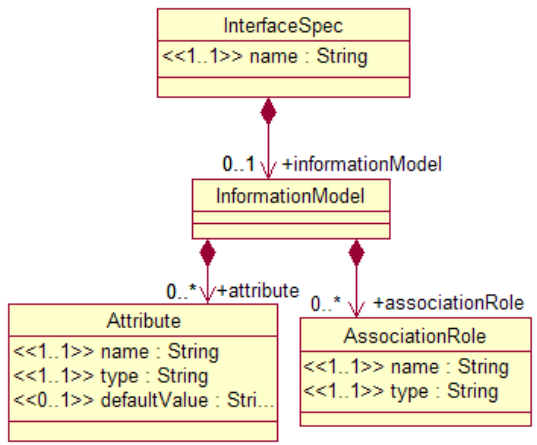 InterfaceSpec
<<1..1>> name : String
0..1 +informationModel
InformationModel
0..* +attribute
0..* +associationRole
Attribute
<<1..1>> name : String
<<1..1>> type : String
<<0..1>> defaultValue : Stri...
AssociationRole
<<1..1>> name : String
<<1..1>> type : String